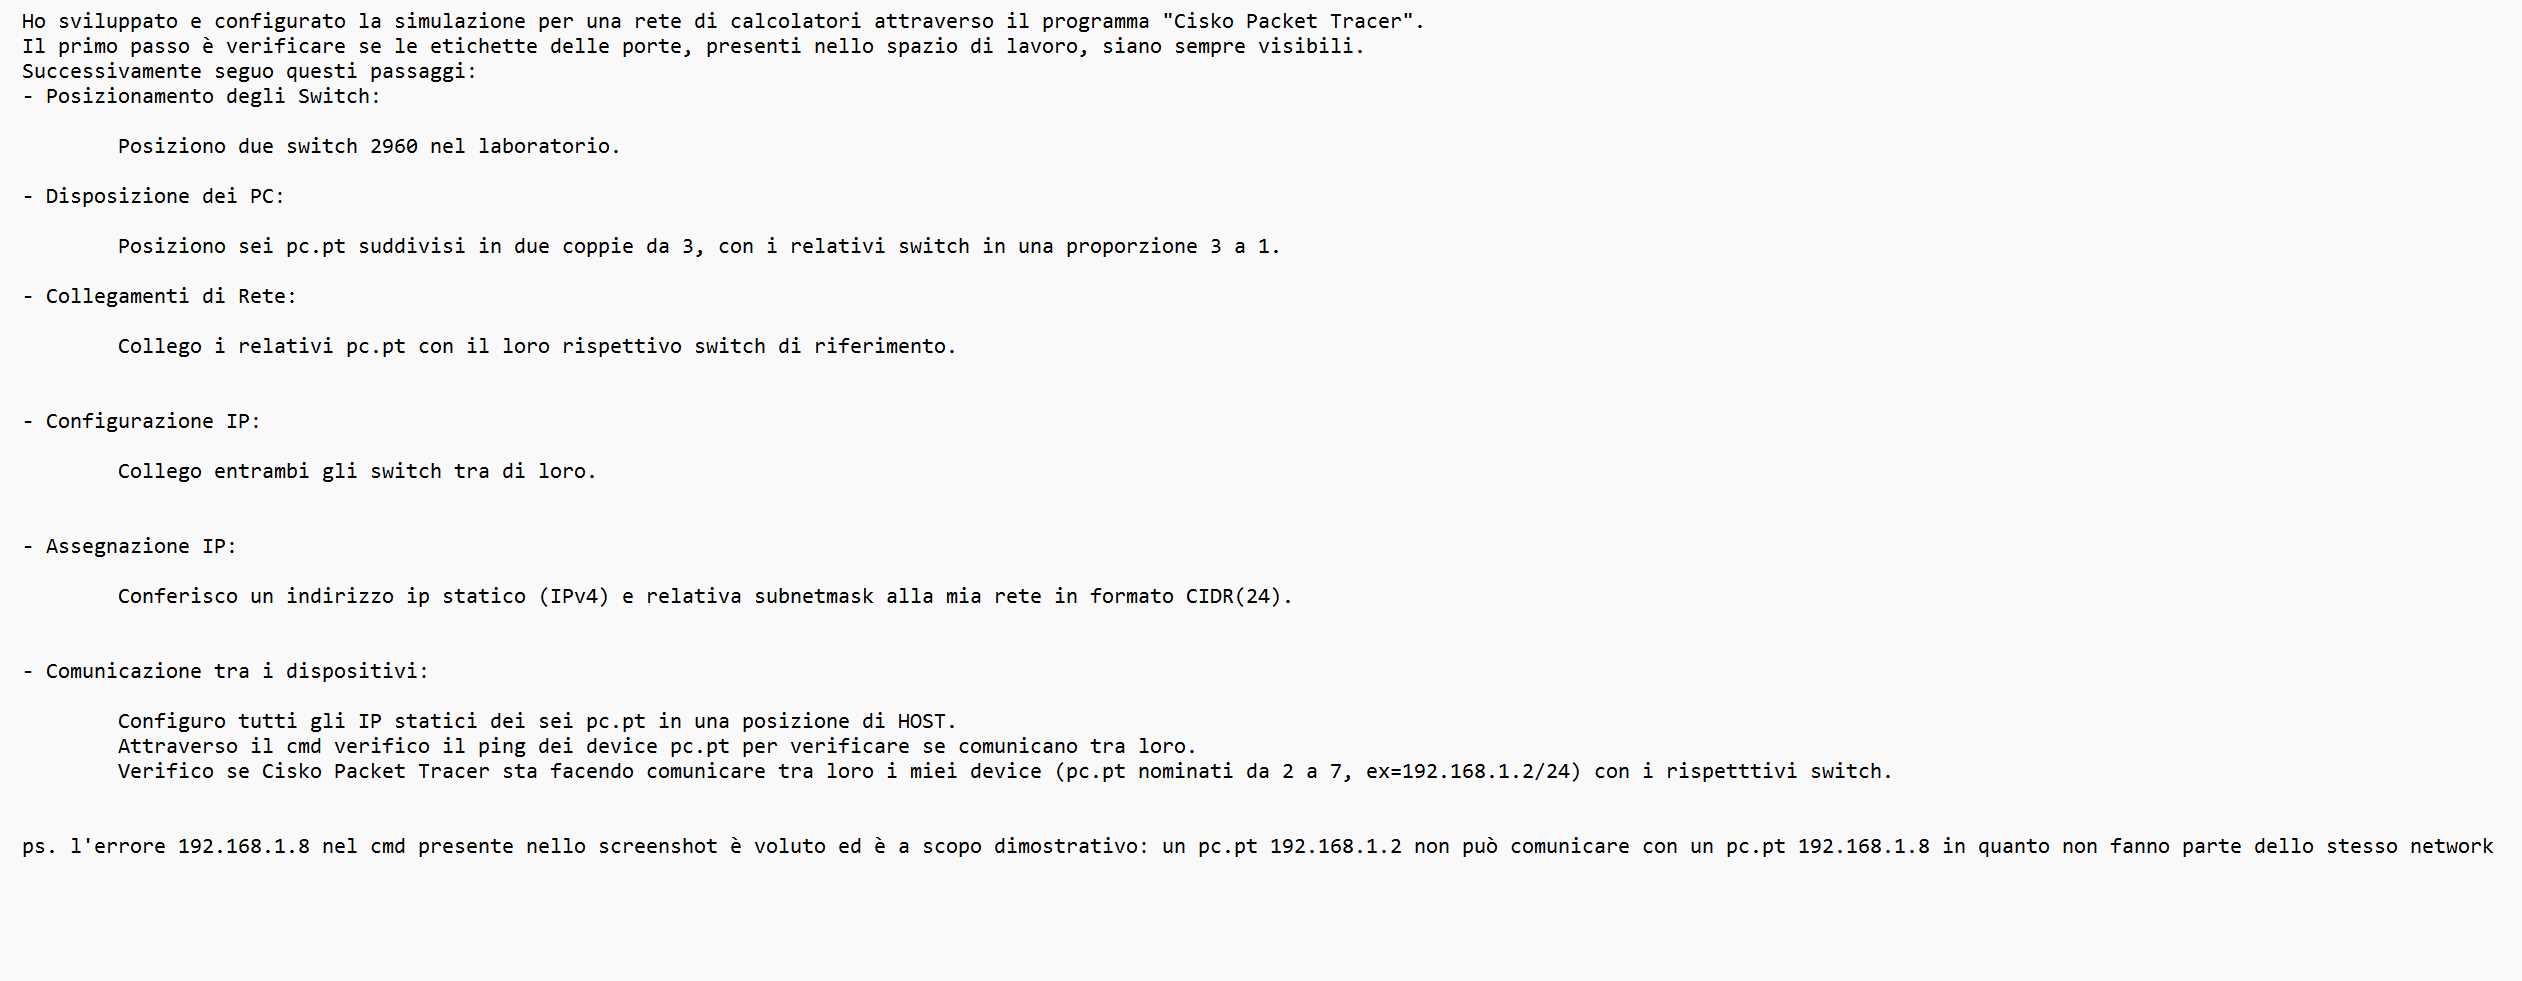 Ho sviluppato e configurato la simulazione per una rete di calcolatori attraverso il programma "Cisko Packet Tracer".
Il primo passo è verificare se le etichette delle porte, presenti nello spazio di lavoro, siano sempre visibili.
Successivamente seguo questi passaggi:
- Posizionamento degli Switch:
Posiziono due switch 2960 nel laboratorio.
- Disposizione dei PC:
Posiziono sei pc.pt suddivisi in due coppie da 3, con i relativi switch in una proporzione 3 a 1.
- Collegamenti di Rete:
Collego i relativi pc.pt con il loro rispettivo switch di riferimento.
- Configurazione IP:
Collego entrambi gli switch tra di loro.
- Assegnazione IP:
Conferisco un indirizzo ip statico (IPv4) e relativa subnetmask alla mia rete in formato CIDR(24).
- Comunicazione tra i dispositivi:
Configuro tutti gli IP statici dei sei pc.pt in una posizione di HOST.
Attraverso il cmd verifico il ping dei device pc.pt per verificare se comunicano tra loro.
Verifico se Cisko Packet Tracer sta facendo comunicare tra loro i miei device (pc.pt nominati da 2 a 7, ex=192.168.1.2/24) con i rispetttivi switch.
ps. l'errore 192.168.1.8 nel cmd presente nello screenshot è voluto ed è a scopo dimostrativo: un pc.pt 192.168.1.2 non può comunicare con un pc.pt 192.168.1.8 in quanto non fanno parte dello stesso network